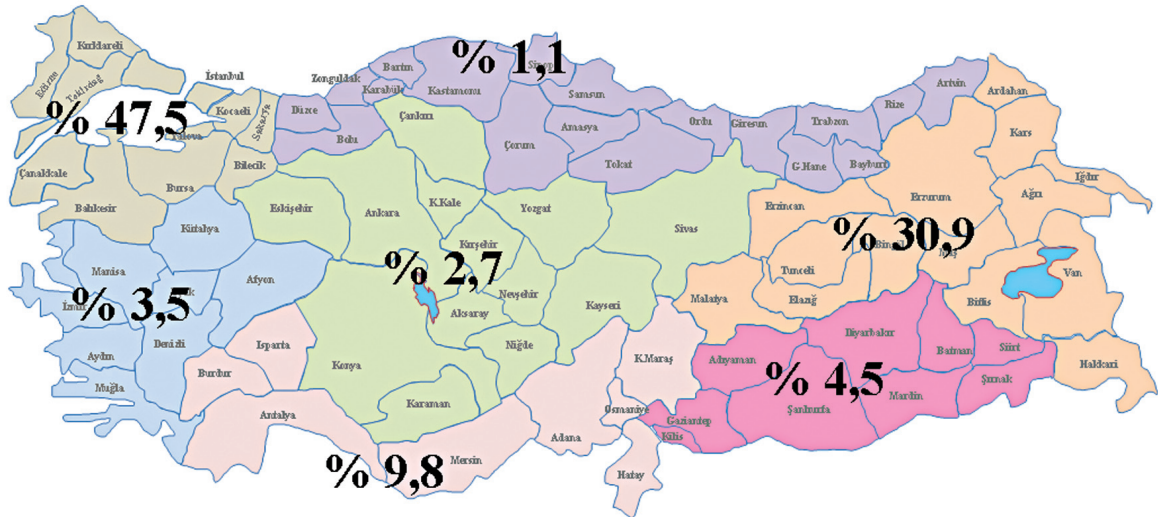 Kırklareli
Edirne
Tekirdağ
İstanbul
Kocaeli
Sakarya
% 47,5
Çanakkale
Bursa
Bilecik
Balıkesir
Zonguldak
Bartın
Karabük
Kastamonu
Sinop
% 1,1
Samsun
Düzce
Bolu
Çankırı
Çorum
Amasya
Tokat
Ordu
Giresun
Trabzon
Rize
Artvin
G.Hane
Bayburt
Ardahan
Kars
Iğdır
Ağrı
Erzurum
Erzincan
% 30,9
Tunceli
Elazığ
Malatya
Bitlis
Van
Hakkari
Eskişehir
Ankara
K.Kale
Yozgat
Sivas
Kırşehir
% 2,7
Nevşehir
Kayseri
Aksaray
Niğde
Konya
Karaman
Kütahya
Manisa
Afyon
% 3,5
Denizli
Aydın
Muğla
Isparta
Burdur
Antalya
% 9,8
Mersin
Adana
K.Maraş
Osmaniye
Hatay
Diyarbakır
Adıyaman
Batman
Siirt
Şırnak
Mardin
% 4,5
Şanlıurfa
Gaziantep
Kilis